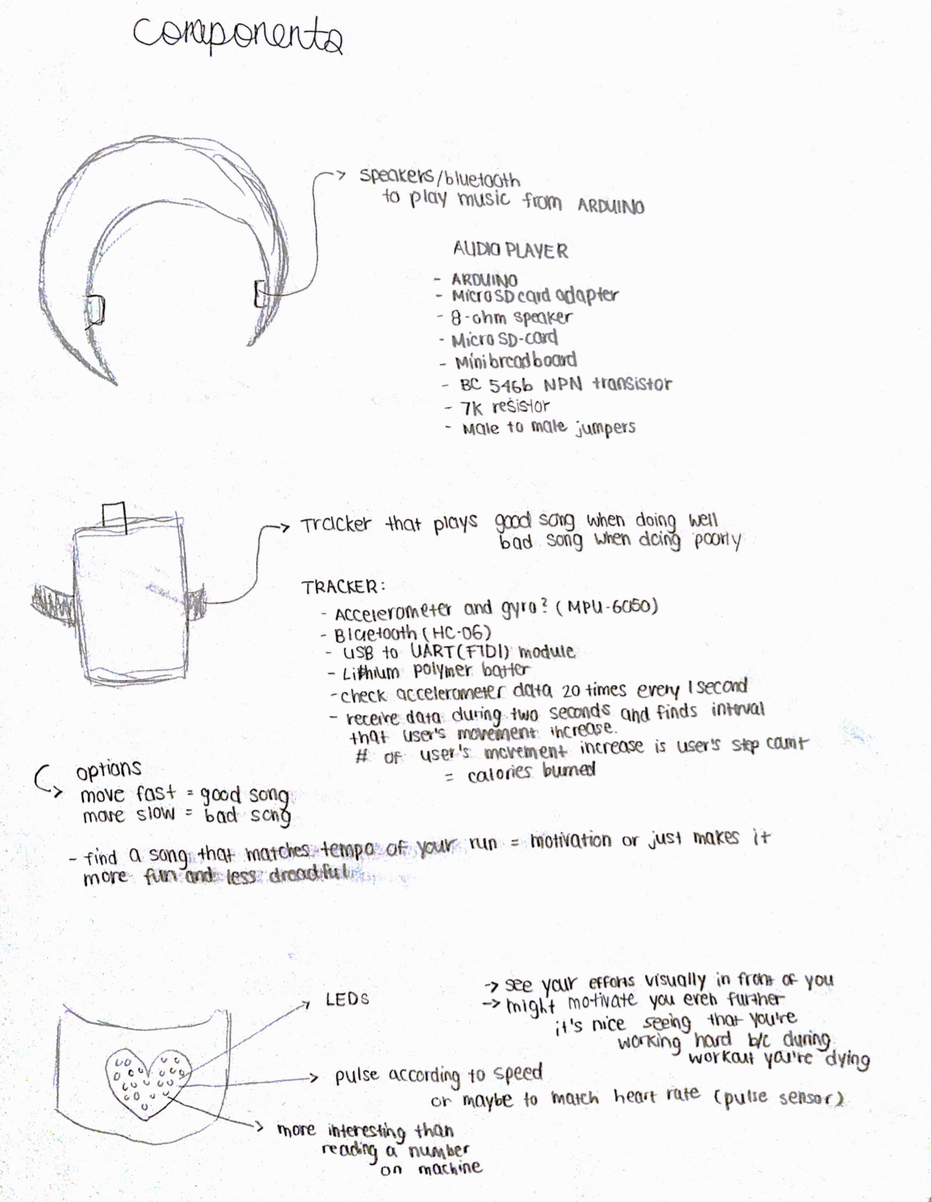 components
speakers/bluetooth
to play music from ARDUINO
AUDIO PLAYER
- ARDUINO
- Micro SD card adapter
- 8-ohm speaker
- Micro SD-card
- Mini breadboard
- BC 546b NPN transistor
- 7K resistor
- Male to male jumpers
Tracker that plays good song when doing well
bad song when doing poorly
TRACKER:
- Accelerometer and gyro? (MPU-6050)
- Bluetooth (HC-06)
- USB to UART (FTDI) module
- Lithium polymer batter
- check accelerometer data 20 times every 1 second
- receive data during two seconds and finds interval
that user's movement increase.
# of user's movement increase is user's step count
= calories burned
options
move fast = good song
move slow = bad song
- find a song that matches tempo of your run = motivation or just makes it
more fun and less dreadful
LEDS
→ see your efforts visually in front of you
→ might motivate you even further
it's nice seeing that you're
working hard b/c during
workout you're dying
pulse according to speed
or maybe to match heart rate (pulse sensor)
more interesting than
reading a number
on machine